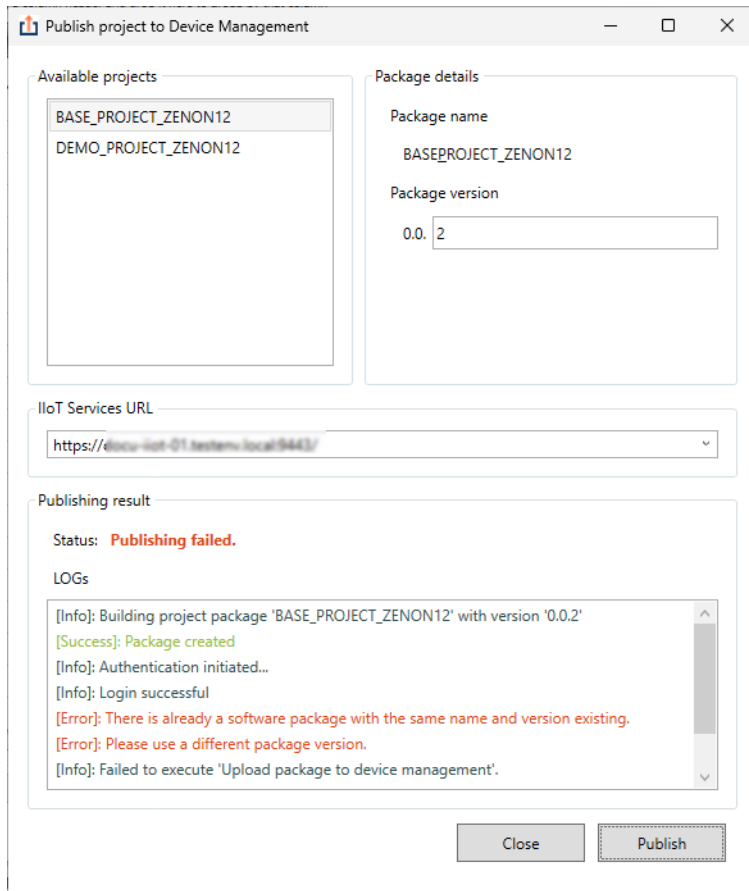 Publish project to Device Management
Available projects
BASE_PROJECT_ZENON12
DEMO_PROJECT_ZENON12
Package details
Package name
BASEPROJECT_ZENON12
Package version
0.0. 2
IIoT Services URL
https://
Publishing result
Status: Publishing failed.
LOGs
[Info]: Building project package 'BASE_PROJECT_ZENON12' with version '0.0.2'
[Success]: Package created
[Info]: Authentication initiated...
[Info]: Login successful
[Error]: There is already a software package with the same name and version existing.
[Error]: Please use a different package version.
[Info]: Failed to execute 'Upload package to device management'.
Close
Publish